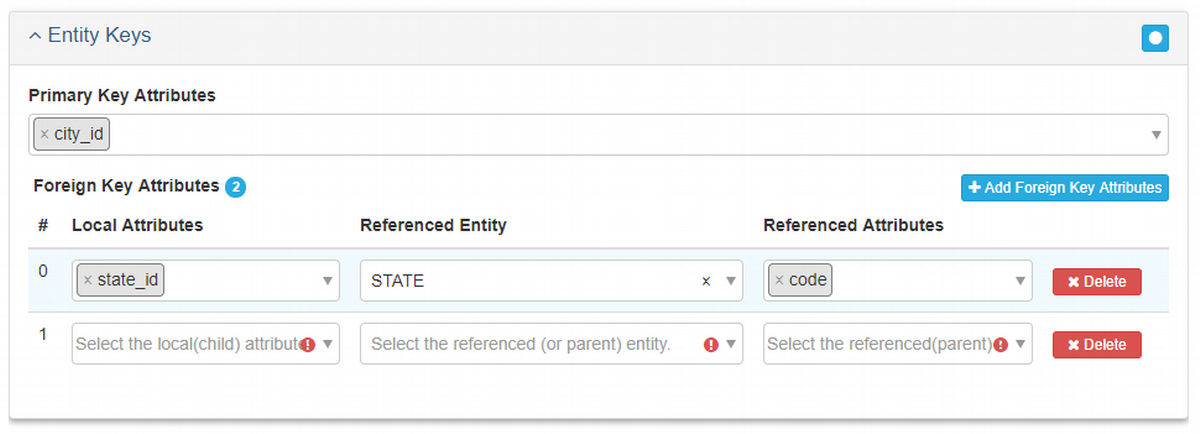 Entity Keys
Primary Key Attributes
× city_id
Foreign Key Attributes 2
+ Add Foreign Key Attributes
# Local Attributes Referenced Entity Referenced Attributes
0 × state_id STATE x × code × Delete
1 Select the local(child) attribut Select the referenced (or parent) entity. Select the referenced(parent) × Delete